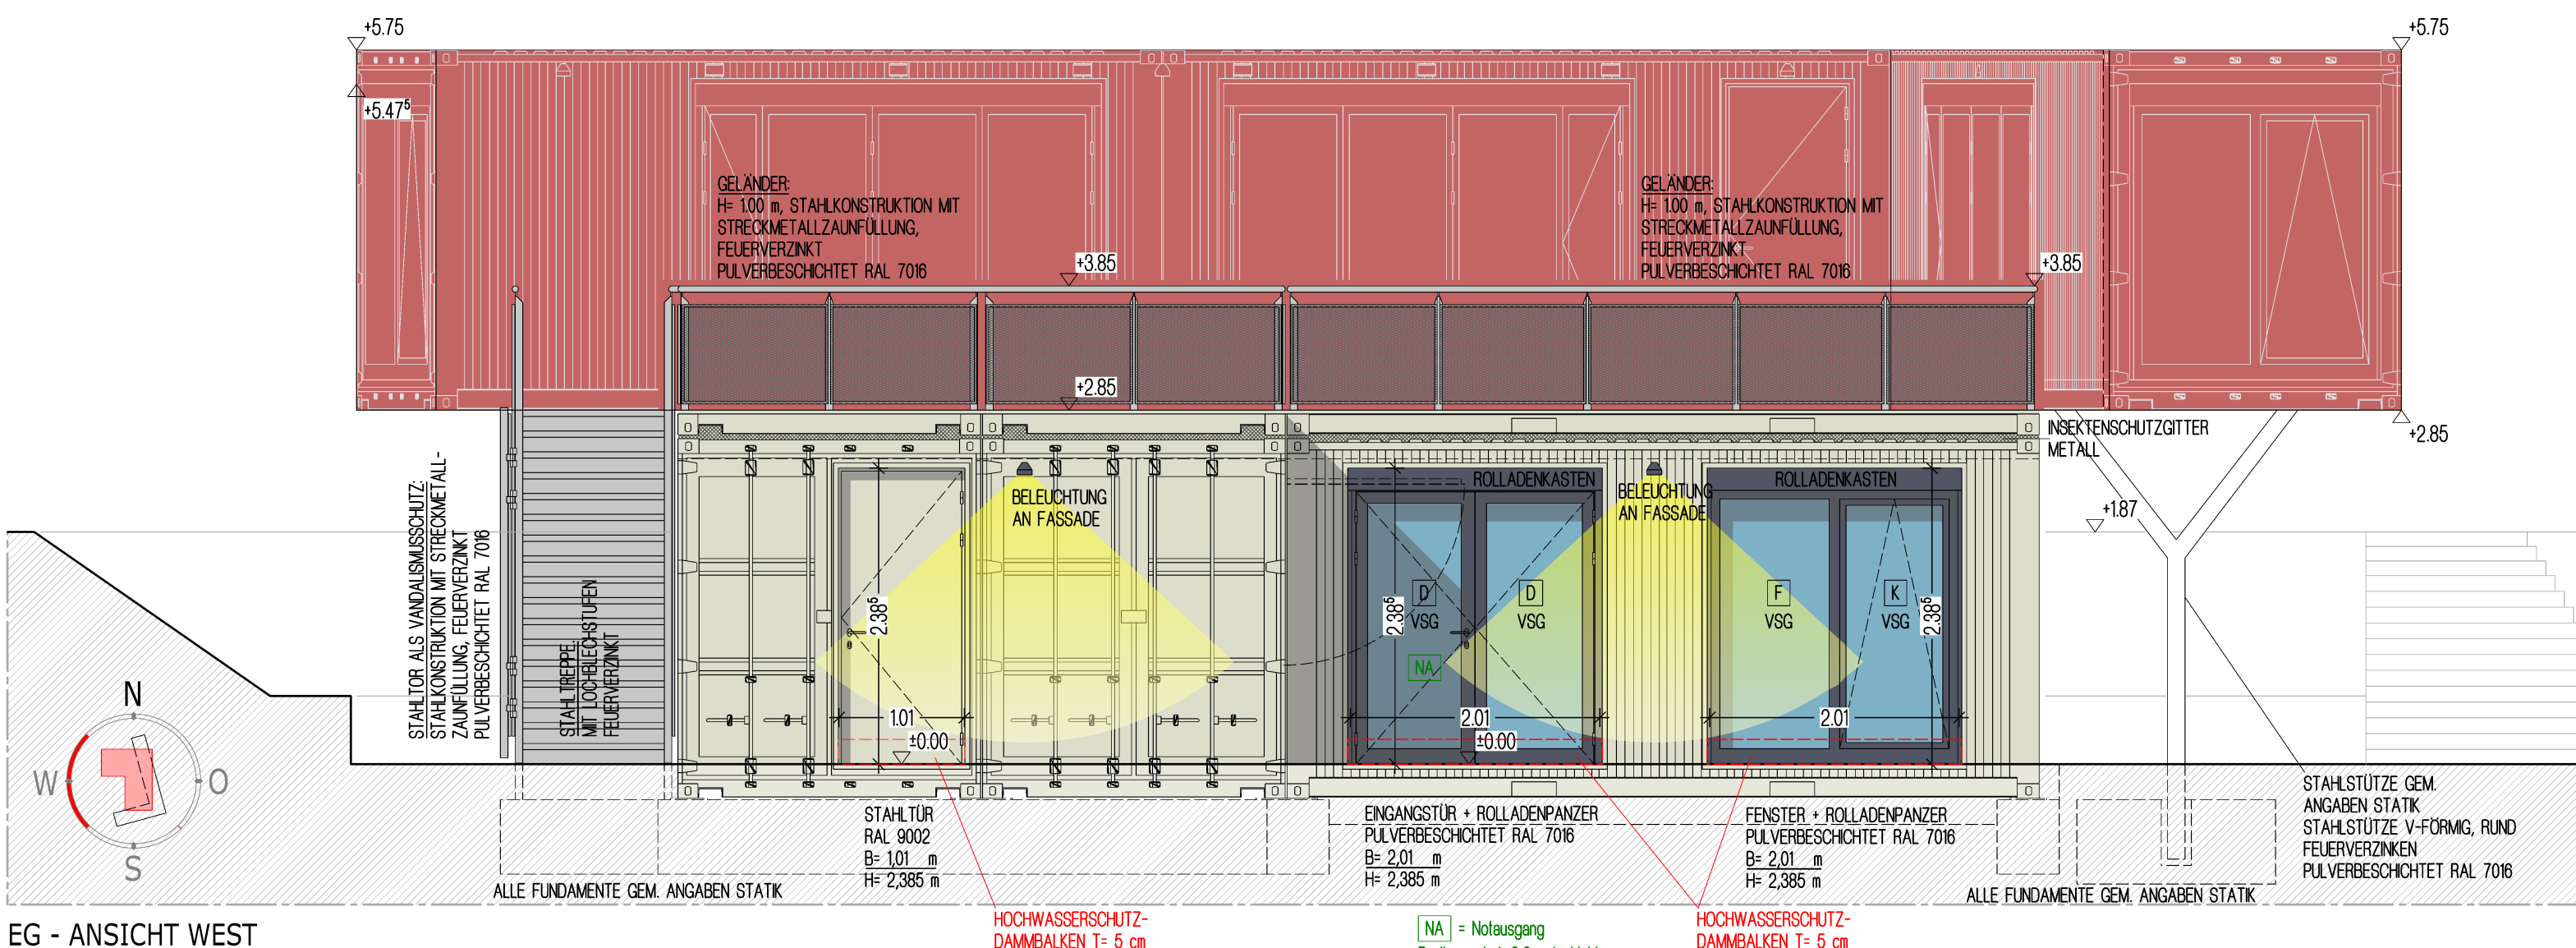 +5.75
+5.75
+5.47⁵
GELÄNDER:
H= 1.00 m, STAHLKONSTRUKTION MIT
STRECKMETALLZAUNFÜLLUNG,
FEUERVERZINKT
PULVERBESCHICHTET RAL 7016
GELÄNDER:
H= 1.00 m, STAHLKONSTRUKTION MIT
STRECKMETALLZAUNFÜLLUNG,
FEUERVERZINKT
PULVERBESCHICHTET RAL 7016
+3.85
+3.85
+2.85
+2.85
INSEKTENSCHUTZGITTER
METALL
+1.87
STAHLTOR ALS VANDALISMUSSCHUTZ:
STAHLKONSTRUKTION MIT STRECKMETALL-
ZAUNFÜLLUNG, FEUERVERZINKT
PULVERBESCHICHTET RAL 7016
STAHLTREPPE:
MIT LOCHBLECHSTUFEN
FEUERVERZINKT
BELEUCHTUNG
AN FASSADE
ROLLADENKASTEN
BELEUCHTUNG
AN FASSADE
ROLLADENKASTEN
2.38⁵
2.38⁵
2.38⁵
D
VSG
D
VSG
F
VSG
K
VSG
NA
1.01
2.01
2.01
±0.00
±0.00
N
W
O
S
STAHLTÜR
RAL 9002
B= 1,01 m
H= 2,385 m
EINGANGSTÜR + ROLLADENPANZER
PULVERBESCHICHTET RAL 7016
B= 2,01 m
H= 2,385 m
FENSTER + ROLLADENPANZER
PULVERBESCHICHTET RAL 7016
B= 2,01 m
H= 2,385 m
STAHLSTÜTZE GEM.
ANGABEN STATIK
STAHLSTÜTZE V-FÖRMIG, RUND
FEUERVERZINKEN
PULVERBESCHICHTET RAL 7016
ALLE FUNDAMENTE GEM. ANGABEN STATIK
ALLE FUNDAMENTE GEM. ANGABEN STATIK
HOCHWASSERSCHUTZ-
DAMMBALKEN T= 5 cm
NA = Notausgang
HOCHWASSERSCHUTZ-
DAMMBALKEN T= 5 cm
EG - ANSICHT WEST